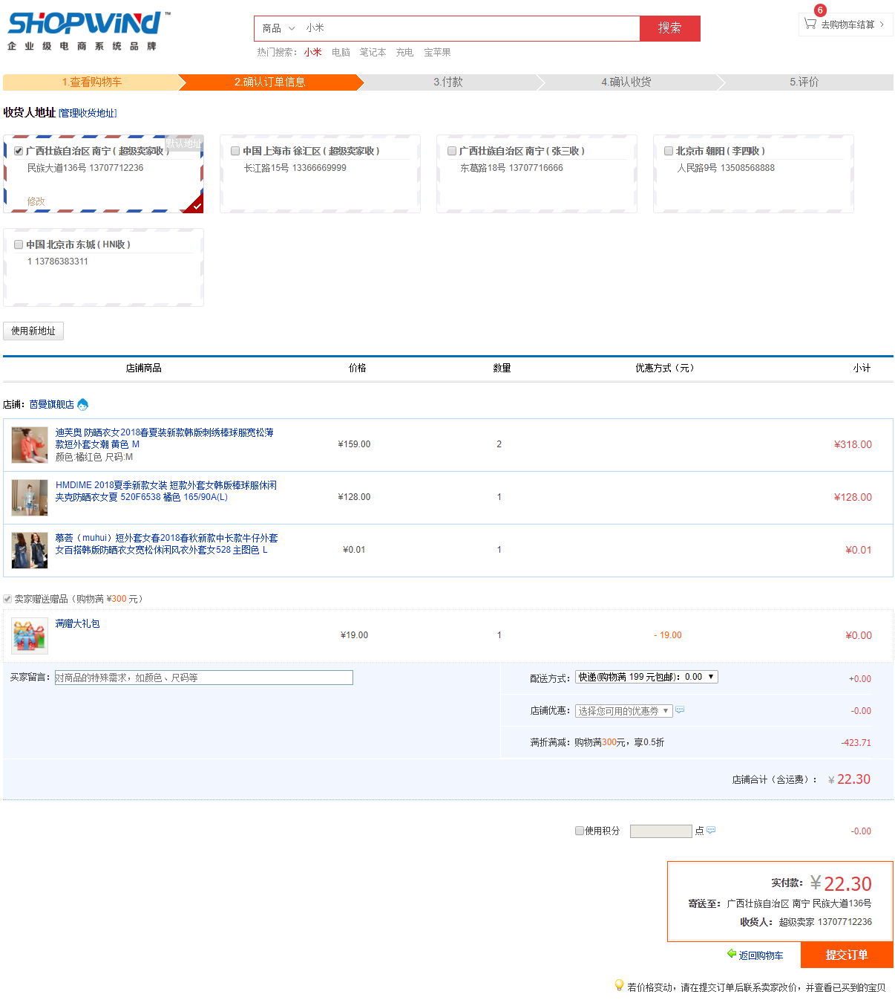 SHOPWiNd ™
企业级电商系统品牌
商品 小米 搜索
6
去购物车结算 >
热门搜索： 小米 电脑 笔记本 充电 宝苹果
1.查看购物车 2.确认订单信息 3.付款 4.确认收货 5.评价
收货人地址 [管理收货地址]
默认地址
广西壮族自治区 南宁 ( 超级卖家收 )
民族大道136号 13707712236
修改
中国 上海市 徐汇区 ( 超级卖家收 )
长江路15号 13366669999
广西壮族自治区 南宁 ( 张三收 )
东葛路18号 13707716666
北京市 朝阳 ( 李四收 )
人民路9号 13508568888
中国 北京市 东城 ( HN收 )
1 13786383311
使用新地址
店铺商品 价格 数量 优惠方式（元） 小计
店铺： 茵曼旗舰店
迪芙奥 防晒衣女2018春夏装新款韩版刺绣棒球服宽松薄
款短外套女潮 黄色 M
颜色:橘红色 尺码:M
¥159.00 2 ¥318.00
HMDIME 2018夏季新款女装 短款外套女韩版棒球服休闲
夹克防晒衣女夏 520F6538 橘色 165/90A(L)
¥128.00 1 ¥128.00
慕荟（muhui）短外套女春2018春秋新款中长款牛仔外套
女百搭韩版防晒衣女宽松休闲风衣外套女528 主图色 L
¥0.01 1 ¥0.01
卖家赠送赠品（购物满 ¥300 元）
满赠大礼包
¥19.00 1 - 19.00 ¥0.00
买家留言： 对商品的特殊需求，如颜色、尺码等
配送方式： 快递(购物满 199 元包邮)：0.00 +0.00
店铺优惠： 选择您可用的优惠券 -0.00
满折满减： 购物满300元，享0.5折 -423.71
店铺合计（含运费）： ¥ 22.30
使用积分 点 -0.00
实付款： ¥22.30
寄送至： 广西壮族自治区 南宁 民族大道136号
收货人： 超级卖家 13707712236
返回购物车 提交订单
若价格变动，请在提交订单后联系卖家改价，并查看已买到的宝贝